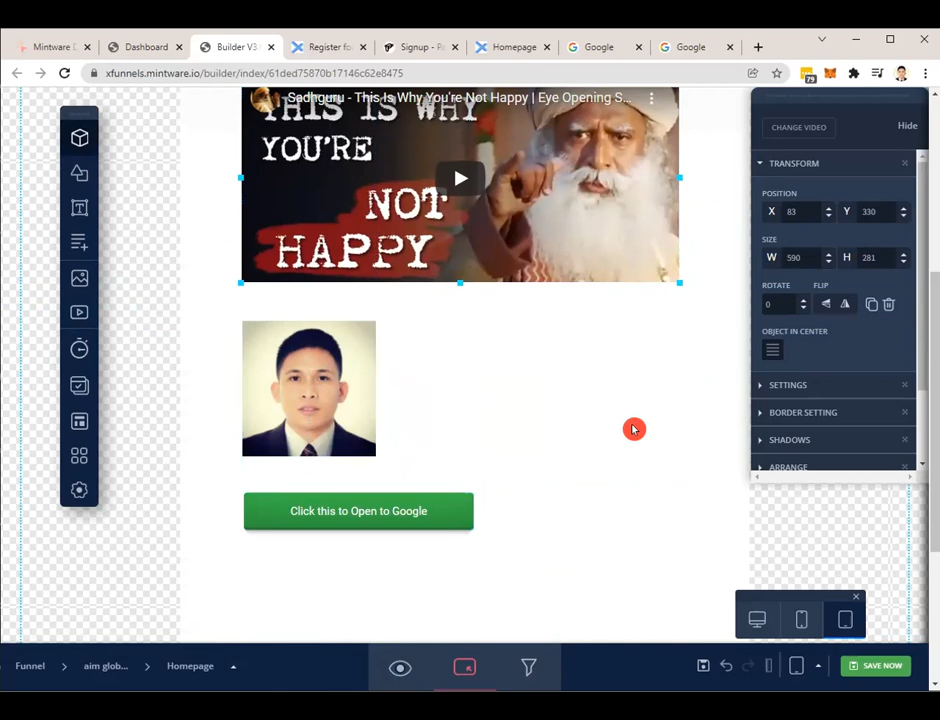 Mintware D
Dashboard
Builder V3
Register fo
Signup - Pa
Homepage
Google
Google
xfunnels.mintware.de/builder/index/61ded75870b17146c62e8475
79
Sadhguru - This Is Why You're Not Happy | Eye Opening S...
THIS IS WHY
YOU'RE
NOT
HAPPY
Click this to Open to Google
CHANGE VIDEO
Hide
TRANSFORM
POSITION
X 83 Y 330
SIZE
W 590 H 281
ROTATE FLIP
0
OBJECT IN CENTER
SETTINGS
BORDER SETTING
SHADOWS
ARRANGE
Funnel
aim glob...
Homepage
SAVE NOW